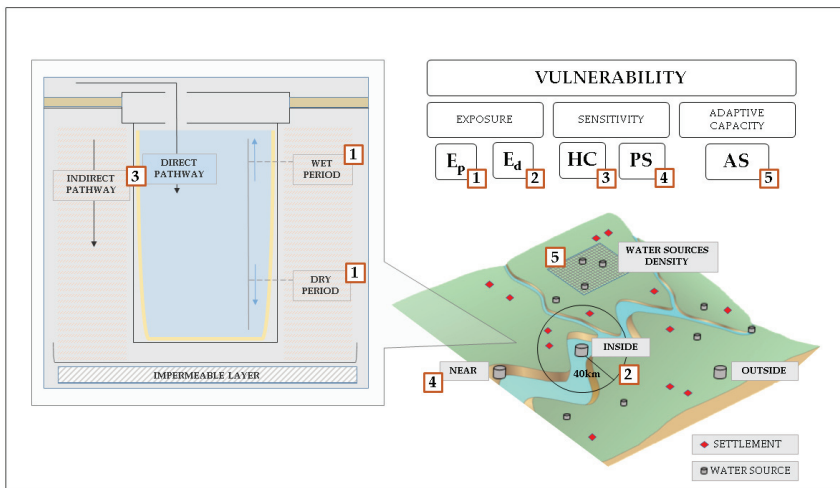 VULNERABILITY
EXPOSURE
SENSITIVITY
ADAPTIVE
CAPACITY
Ep
1
Ed
2
HC
3
PS
4
AS
5
INDIRECT
PATHWAY
3
DIRECT
PATHWAY
WET
PERIOD
1
DRY
PERIOD
1
IMPERMEABLE LAYER
5
WATER SOURCES
DENSITY
INSIDE
40km
2
4
NEAR
OUTSIDE
SETTLEMENT
WATER SOURCE